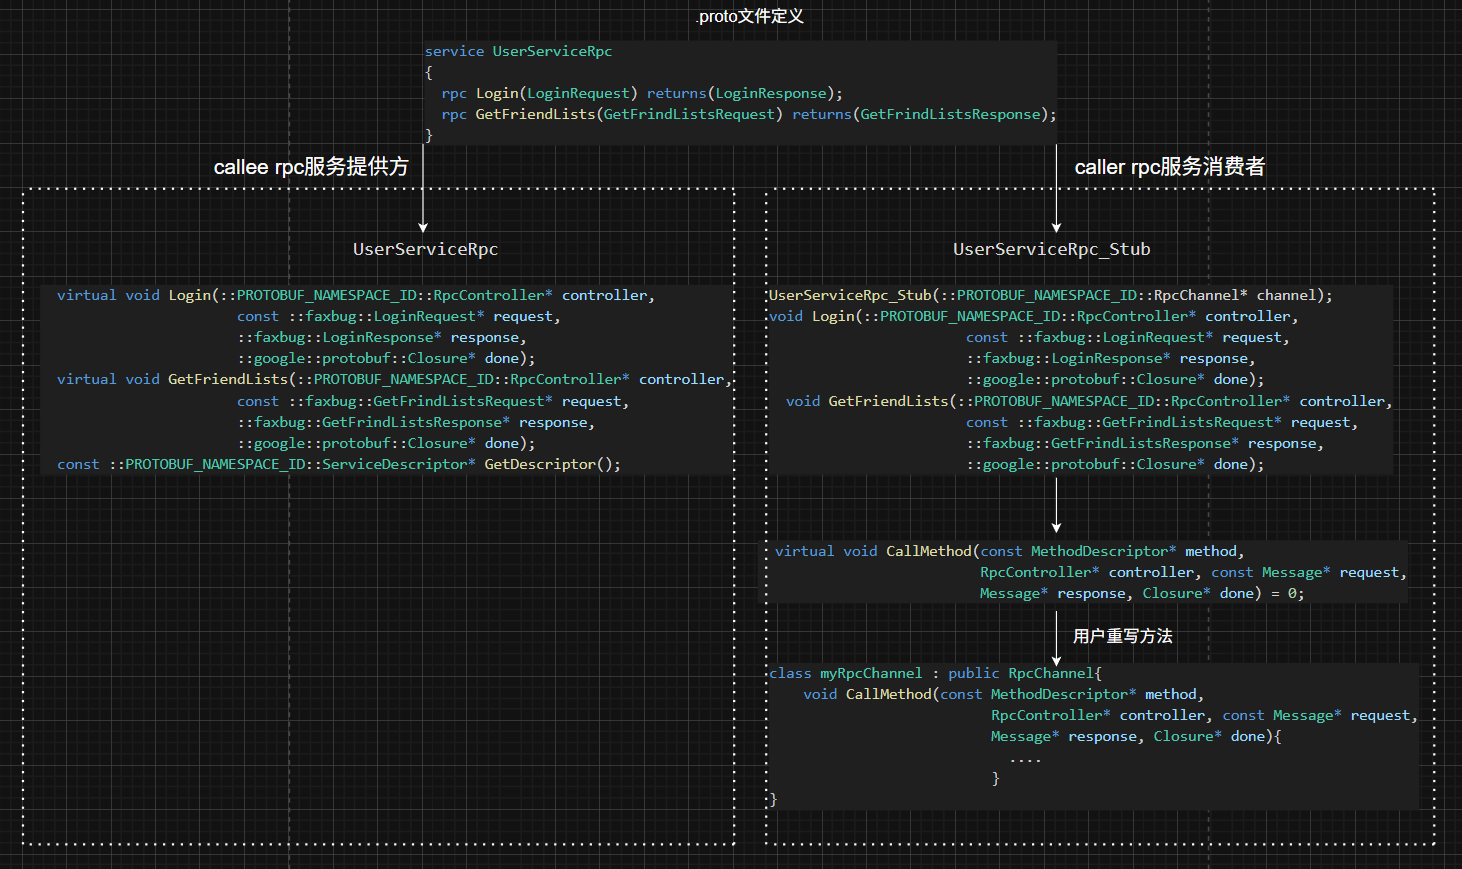 .proto文件定义
service UserServiceRpc
{
  rpc Login(LoginRequest) returns(LoginResponse);
  rpc GetFriendLists(GetFrindListsRequest) returns(GetFrindListsResponse);
}
callee rpc服务提供方
UserServiceRpc
virtual void Login(::PROTOBUF_NAMESPACE_ID::RpcController* controller,
const ::faxbug::LoginRequest* request,
::faxbug::LoginResponse* response,
::google::protobuf::Closure* done);
virtual void GetFriendLists(::PROTOBUF_NAMESPACE_ID::RpcController* controller,
const ::faxbug::GetFrindListsRequest* request,
::faxbug::GetFrindListsResponse* response,
::google::protobuf::Closure* done);
const ::PROTOBUF_NAMESPACE_ID::ServiceDescriptor* GetDescriptor();
caller rpc服务消费者
UserServiceRpc_Stub
UserServiceRpc_Stub(::PROTOBUF_NAMESPACE_ID::RpcChannel* channel);
void Login(::PROTOBUF_NAMESPACE_ID::RpcController* controller,
const ::faxbug::LoginRequest* request,
::faxbug::LoginResponse* response,
::google::protobuf::Closure* done);
void GetFriendLists(::PROTOBUF_NAMESPACE_ID::RpcController* controller,
const ::faxbug::GetFrindListsRequest* request,
::faxbug::GetFrindListsResponse* response,
::google::protobuf::Closure* done);
virtual void CallMethod(const MethodDescriptor* method,
RpcController* controller, const Message* request,
Message* response, Closure* done) = 0;
用户重写方法
class myRpcChannel : public RpcChannel{
void CallMethod(const MethodDescriptor* method,
RpcController* controller, const Message* request,
Message* response, Closure* done){
....
}
}